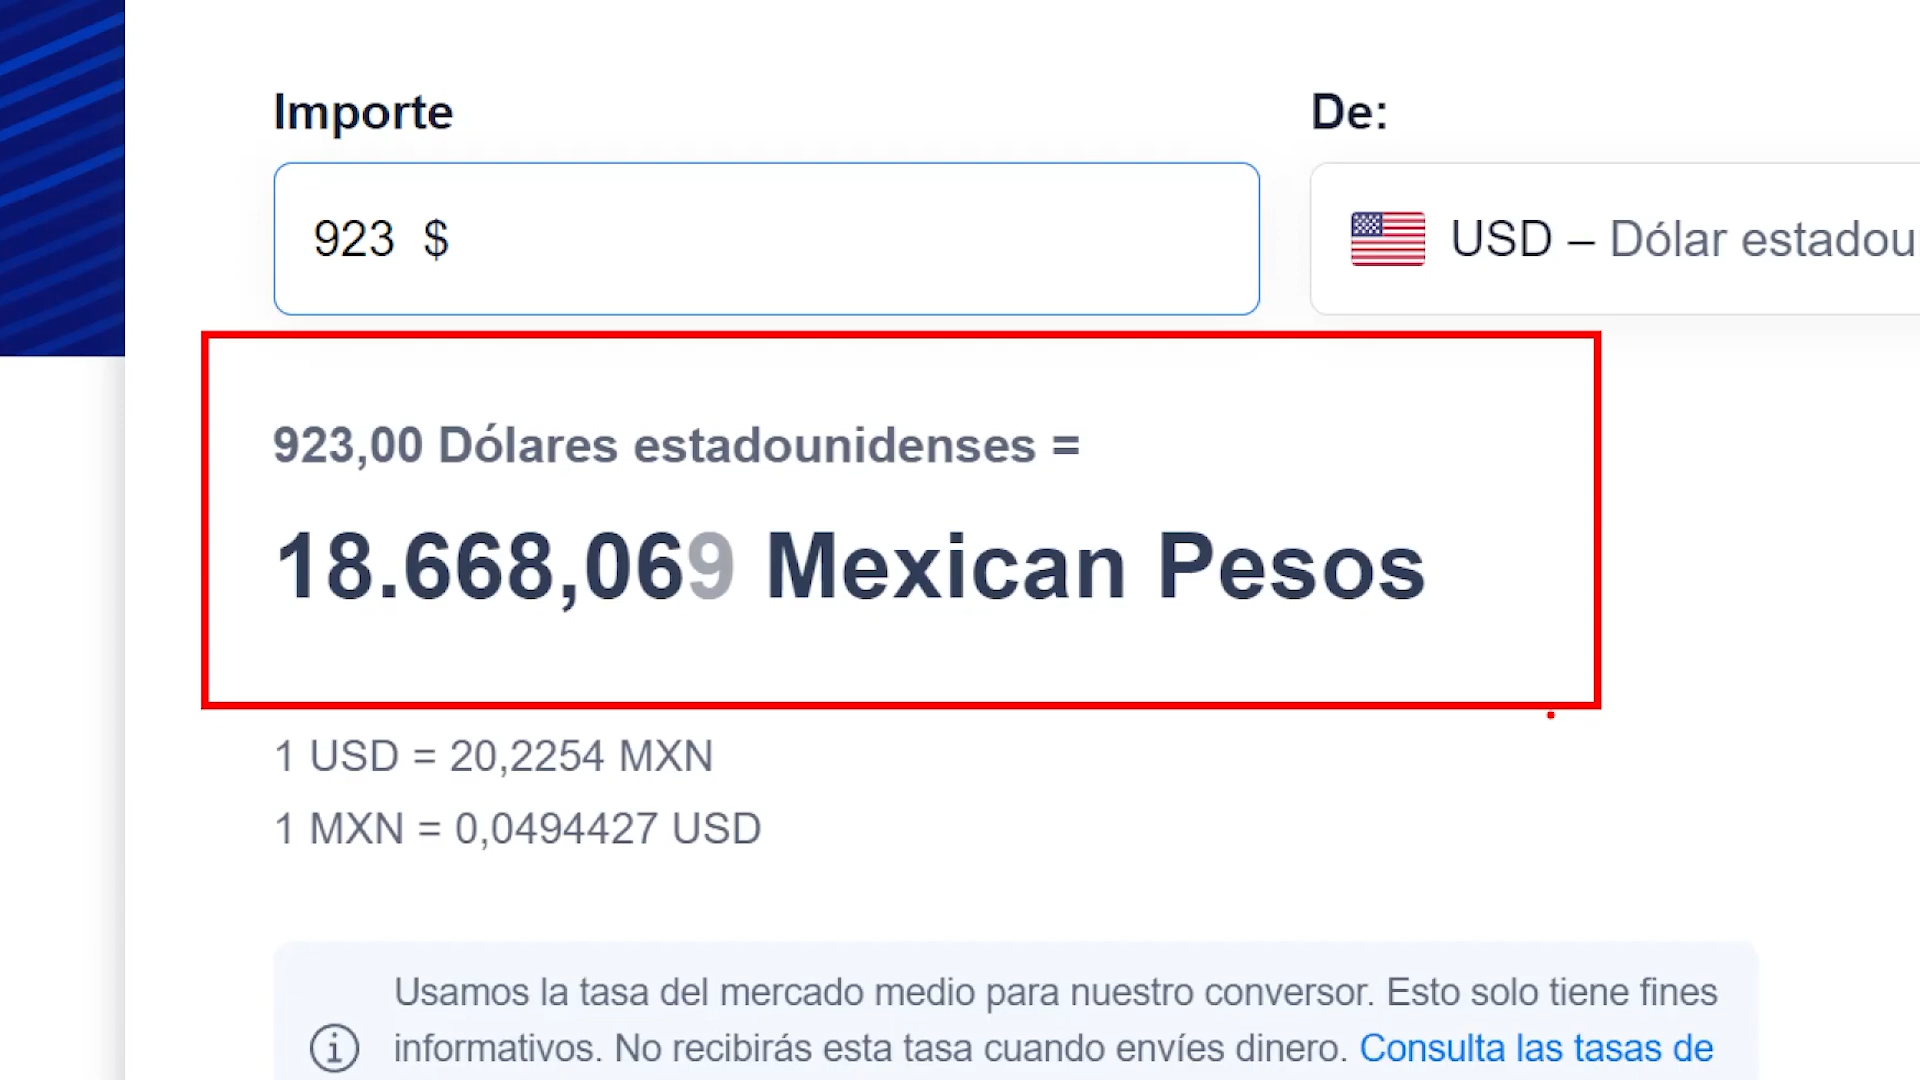 Importe
De:
923 $
USD – Dólar estadou
923,00 Dólares estadounidenses =
18.668,069 Mexican Pesos
1 USD = 20,2254 MXN
1 MXN = 0,0494427 USD
Usamos la tasa del mercado medio para nuestro conversor. Esto solo tiene fines
informativos. No recibirás esta tasa cuando envíes dinero. Consulta las tasas de